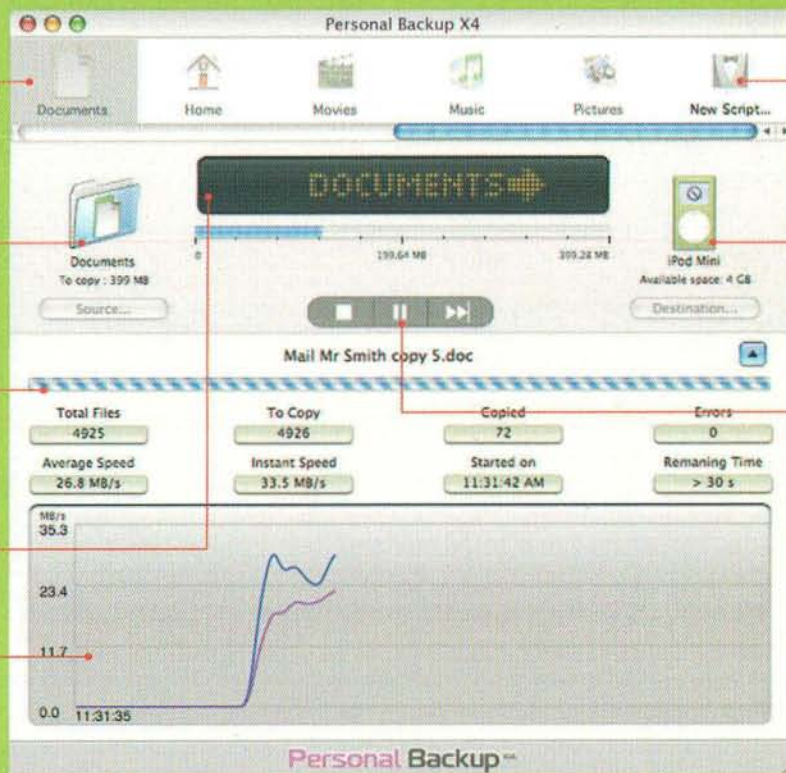 Personal Backup X4
Documents Home Movies Music Pictures New Script...
DOCUMENTS
0 199.64 MB 399.28 MB
Documents
To copy : 399 MB
Source...
iPod Mini
Available space: 4 GB
Destination...
Mail Mr Smith copy 5.doc
Total Files To Copy Copied Errors
4925 4926 72 0
Average Speed Instant Speed Started on Remaning Time
26.8 MB/s 33.5 MB/s 11:31:42 AM > 30 s
MB/s
35.3
23.4
11.7
0.0 11:31:35
Personal Backup